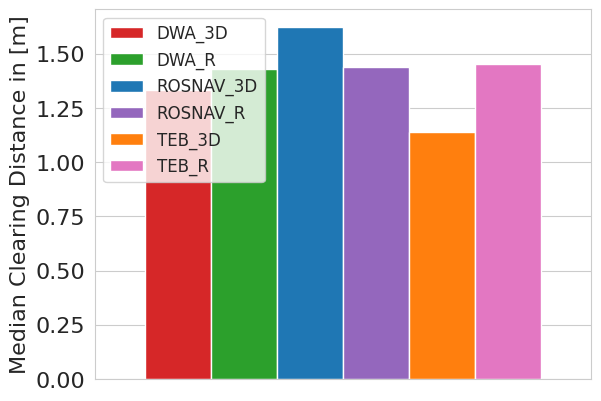 Median Clearing Distance in [m]
1.50
1.25
1.00
0.75
0.50
0.25
0.00
DWA_3D
DWA_R
ROSNAV_3D
ROSNAV_R
TEB_3D
TEB_R